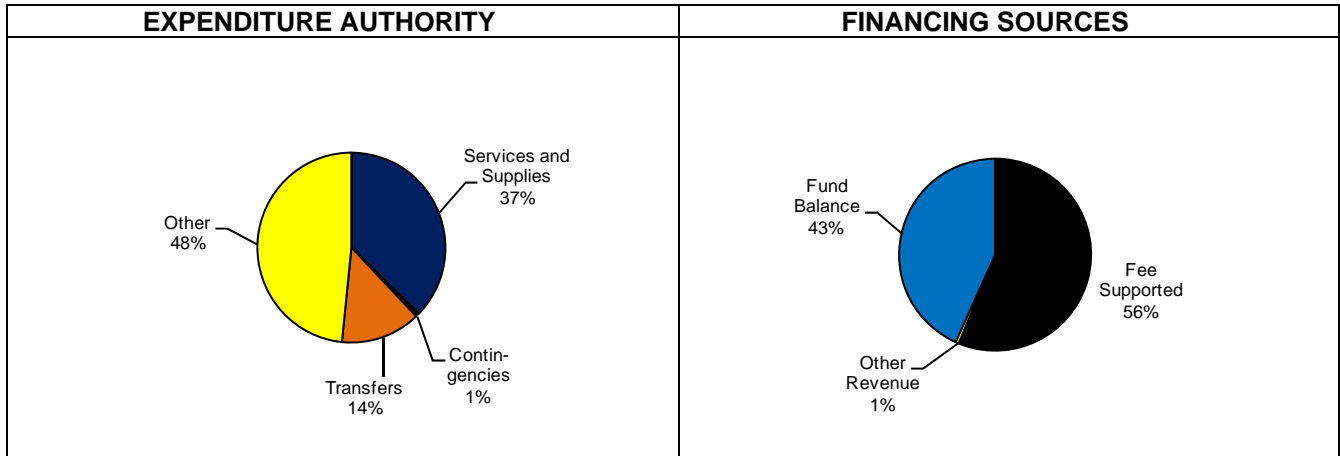 EXPENDITURE AUTHORITY
Services and
Supplies
37%
Other
48%
Contin-
gencies
1%
Transfers
14%
FINANCING SOURCES
Fund
Balance
43%
Fee
Supported
56%
Other
Revenue
1%